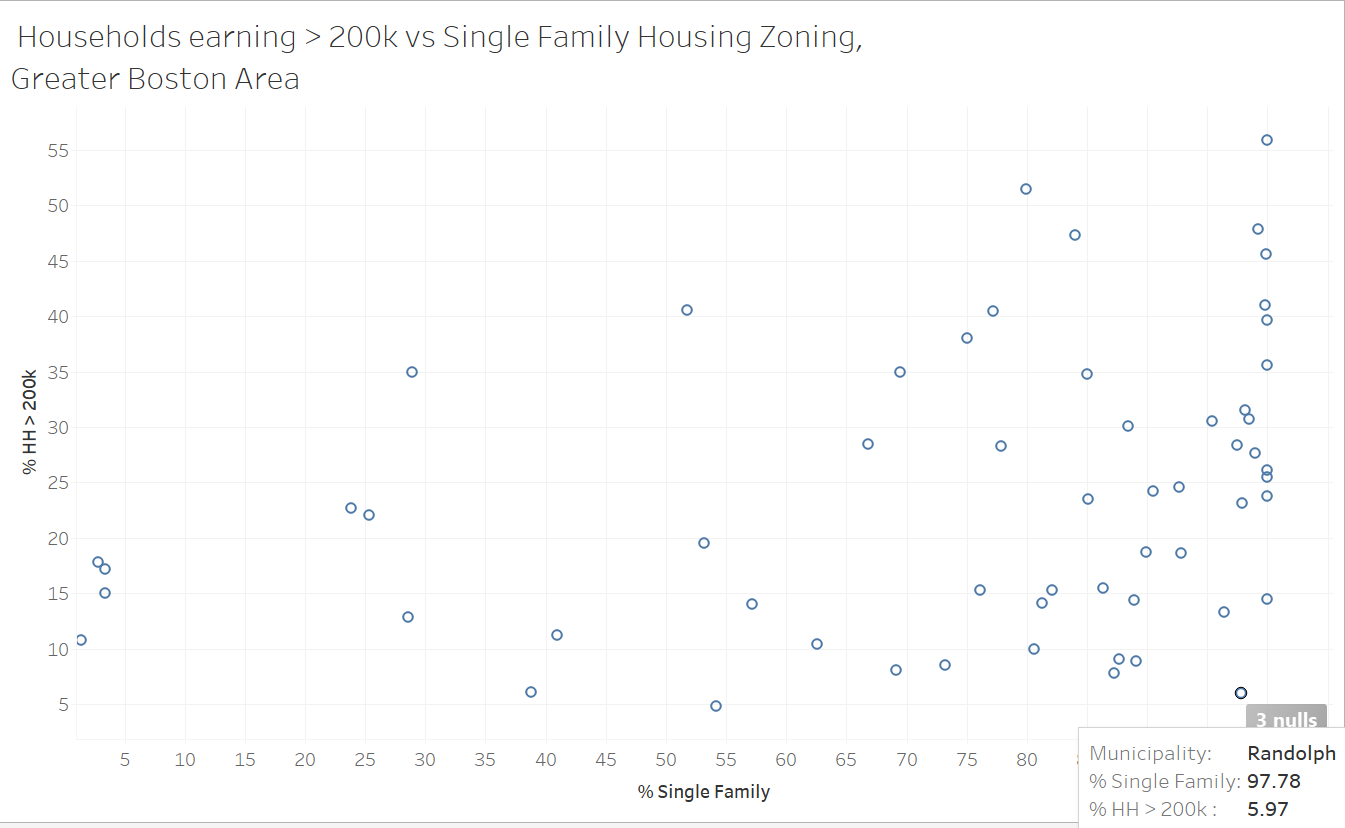 Households earning > 200k vs Single Family Housing Zoning,
Greater Boston Area
55
50
45
40
35
30
25
20
15
10
5
% HH > 200k
5 10 15 20 25 30 35 40 45 50 55 60 65 70 75 80
% Single Family
3 nulls
Municipality: Randolph
% Single Family: 97.78
% HH > 200k : 5.97